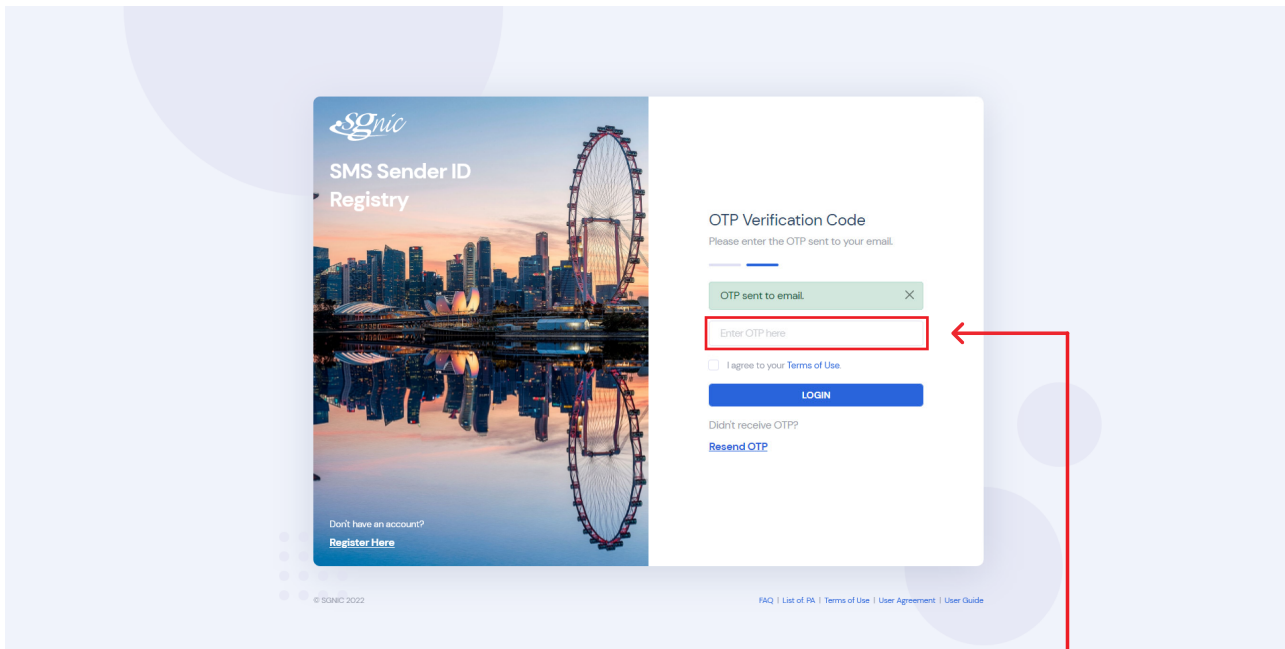 sgnic
SMS Sender ID
Registry
Don't have an account?
Register Here
OTP Verification Code
Please enter the OTP sent to your email.
OTP sent to email.
Enter OTP here
I agree to your Terms of Use.
LOGIN
Didn't receive OTP?
Resend OTP
© SGNIC 2022
FAQ | List of PA | Terms of Use | User Agreement | User Guide